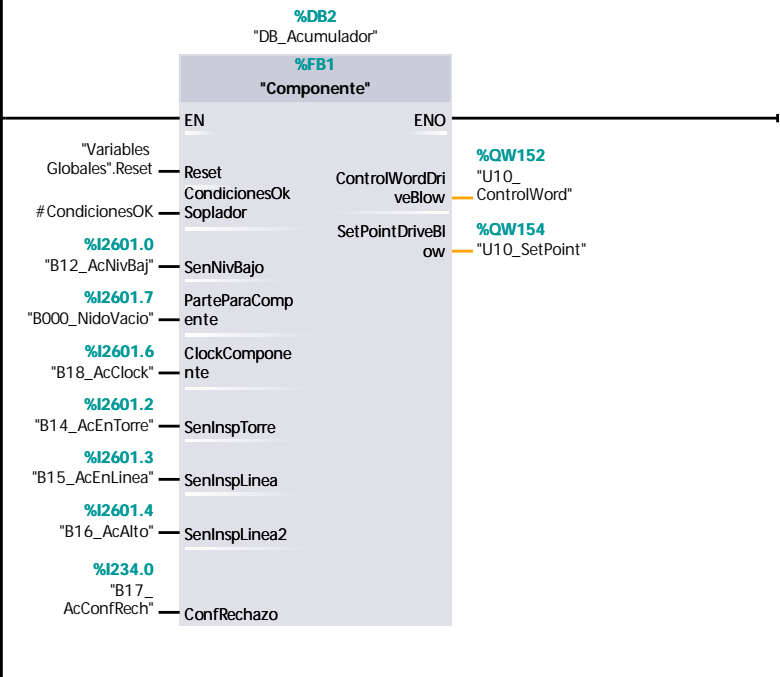 %DB2
"DB_Acumulador"
%FB1
"Componente"
EN
ENO
"Variables
Globales".Reset
Reset
#CondicionesOK
CondicionesOk
Soplador
%I2601.0
"B12_AcNivBaj"
SenNivBajo
%I2601.7
"B000_NidoVacio"
ParteParaComp
ente
%I2601.6
"B18_AcClock"
ClockCompone
nte
%I2601.2
"B14_AcEnTorre"
SenInspTorre
%I2601.3
"B15_AcEnLinea"
SenInspLinea
%I2601.4
"B16_AcAlto"
SenInspLinea2
%I234.0
"B17_
AcConfRech"
ConfRechazo
ControlWordDri
veBlow
%QW152
"U10_
ControlWord"
SetPointDriveBl
ow
%QW154
"U10_SetPoint"